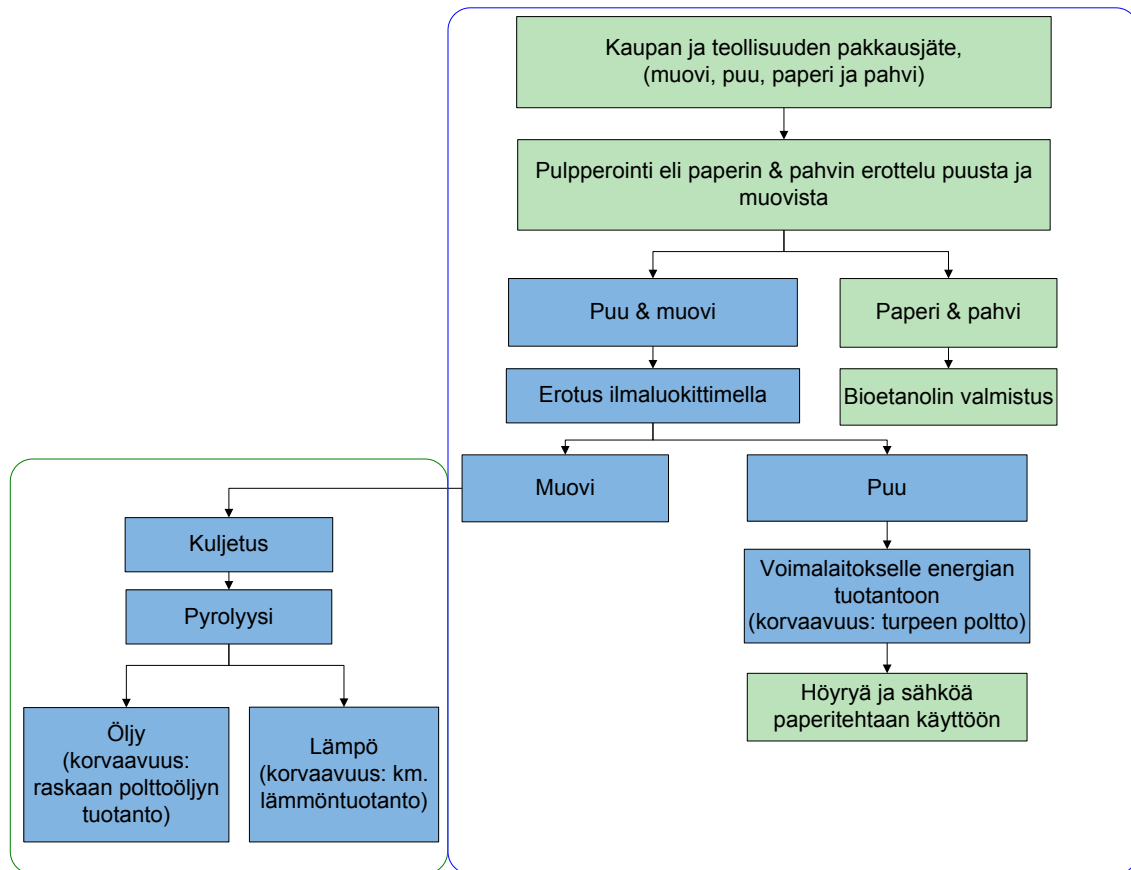 Kaupan ja teollisuuden pakkausjäte,
(muovi, puu, paperi ja pahvi)
Pulpperointi eli paperin & pahvin erottelu puusta ja
muovista
Puu & muovi
Paperi & pahvi
Erotus ilmaluokittimella
Bioetanolin valmistus
Muovi
Puu
Kuljetus
Voimalaitokselle energian
tuotantoon
(korvaavuus: turpeen poltto)
Pyrolyysi
Höyryä ja sähköä
paperitehtaan käyttöön
Öljy
(korvaavuus:
raskaan polttoöljyn
tuotanto)
Lämpö
(korvaavuus: km.
lämmöntuotanto)